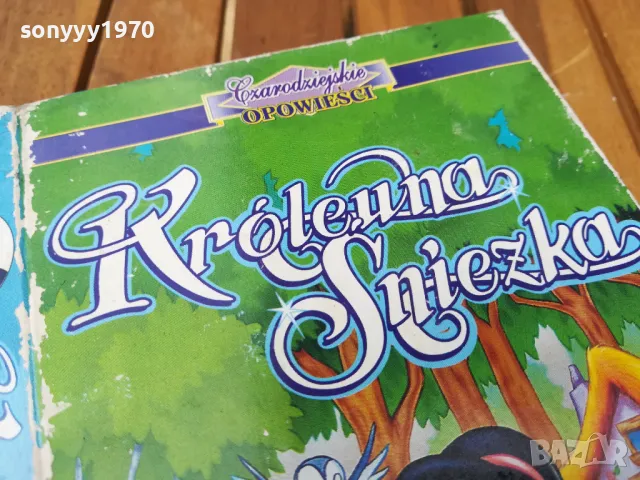 sonyyy1970
Czarodziejskie
OPOWIEŚCI
Królewna
Śnieżka
BAZAR